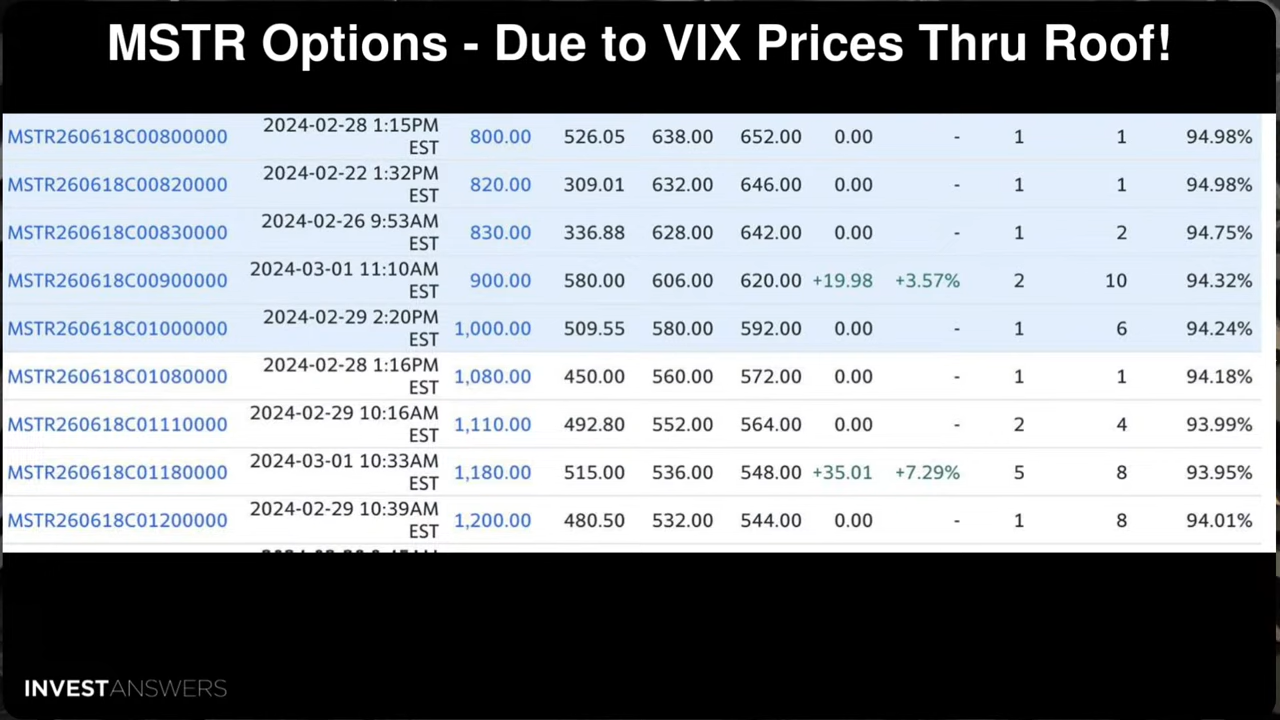 MSTR Options - Due to VIX Prices Thru Roof!
MSTR260618C00800000 2024-02-28 1:15PM EST 800.00 526.05 638.00 652.00 0.00 - 1 1 94.98%
MSTR260618C00820000 2024-02-22 1:32PM EST 820.00 309.01 632.00 646.00 0.00 - 1 1 94.98%
MSTR260618C00830000 2024-02-26 9:53AM EST 830.00 336.88 628.00 642.00 0.00 - 1 2 94.75%
MSTR260618C00900000 2024-03-01 11:10AM EST 900.00 580.00 606.00 620.00 +19.98 +3.57% 2 10 94.32%
MSTR260618C01000000 2024-02-29 2:20PM EST 1,000.00 509.55 580.00 592.00 0.00 - 1 6 94.24%
MSTR260618C01080000 2024-02-28 1:16PM EST 1,080.00 450.00 560.00 572.00 0.00 - 1 1 94.18%
MSTR260618C01110000 2024-02-29 10:16AM EST 1,110.00 492.80 552.00 564.00 0.00 - 2 4 93.99%
MSTR260618C01180000 2024-03-01 10:33AM EST 1,180.00 515.00 536.00 548.00 +35.01 +7.29% 5 8 93.95%
MSTR260618C01200000 2024-02-29 10:39AM EST 1,200.00 480.50 532.00 544.00 0.00 - 1 8 94.01%
INVESTANSWERS